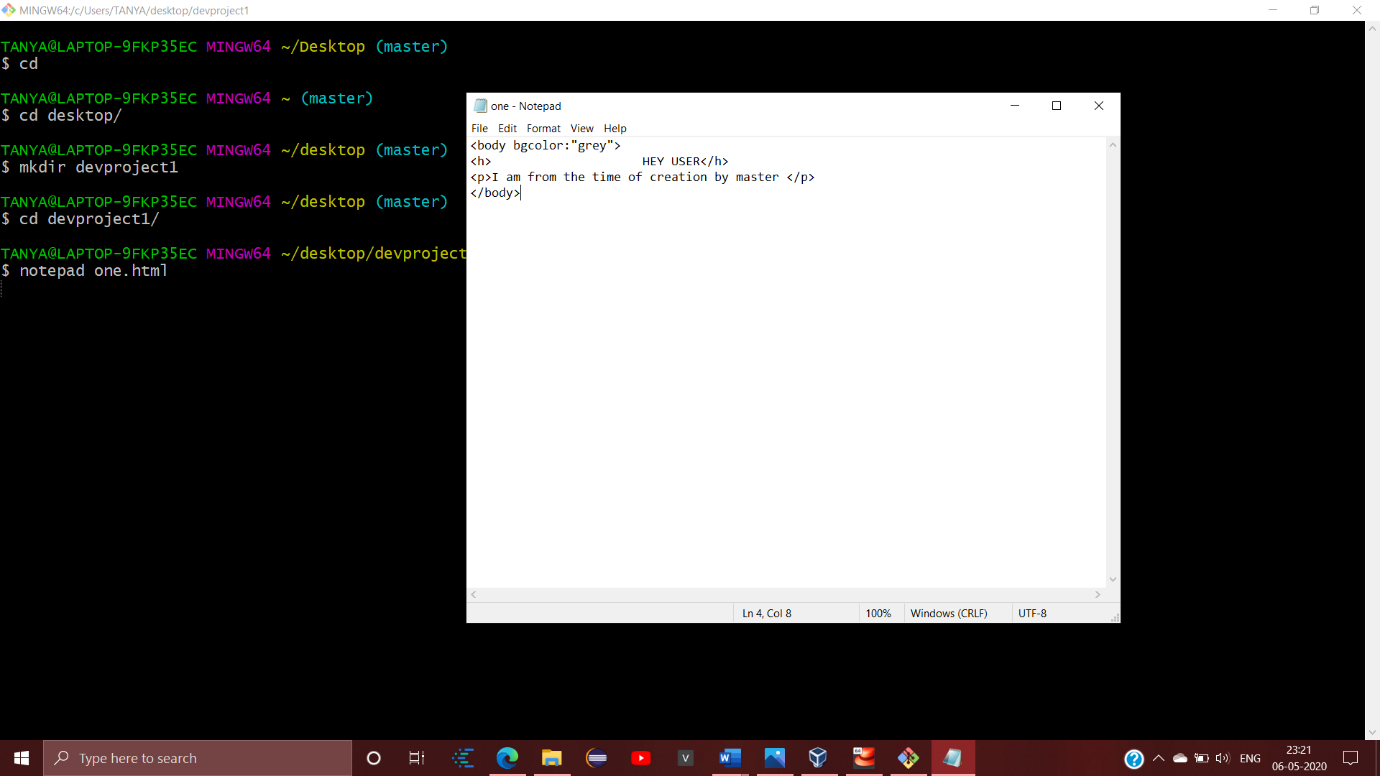 MINGW64:/c/Users/TANYA/desktop/devproject1
TANYA@LAPTOP-9FKP35EC MINGW64 ~/Desktop (master)
$ cd
TANYA@LAPTOP-9FKP35EC MINGW64 ~ (master)
$ cd desktop/
TANYA@LAPTOP-9FKP35EC MINGW64 ~/desktop (master)
$ mkdir devproject1
TANYA@LAPTOP-9FKP35EC MINGW64 ~/desktop (master)
$ cd devproject1/
TANYA@LAPTOP-9FKP35EC MINGW64 ~/desktop/devproject
$ notepad one.html
one - Notepad
File Edit Format View Help
<body bgcolor:"grey">
<h>                     HEY USER</h>
<p>I am from the time of creation by master </p>
</body>
Ln 4, Col 8 100% Windows (CRLF) UTF-8
Type here to search
V
W
64
?
ENG
23:21
06-05-2020